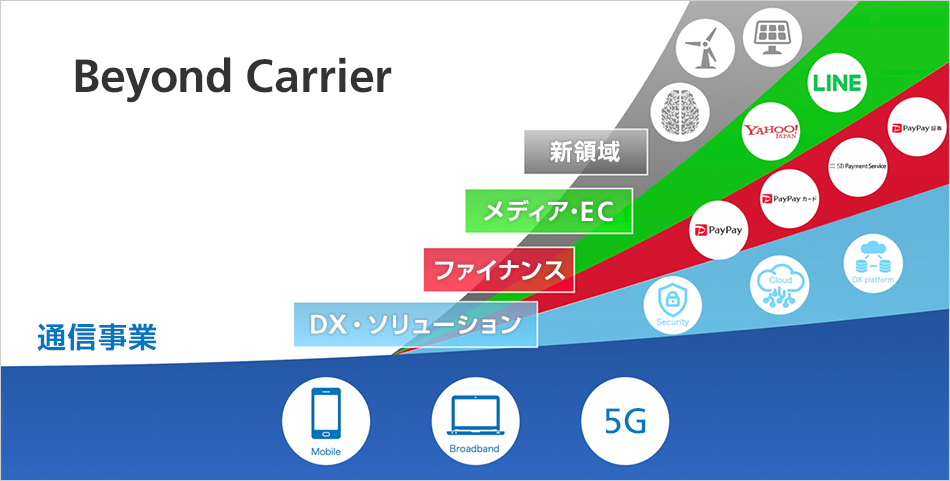 Beyond Carrier
新領域
メディア・EC
ファイナンス
DX・ソリューション
通信事業
LINE
YAHOO!
JAPAN
PayPay 証券
SB Payment Service
PayPay カード
PayPay
DX platform
Cloud
Security
Mobile
Broadband
5G